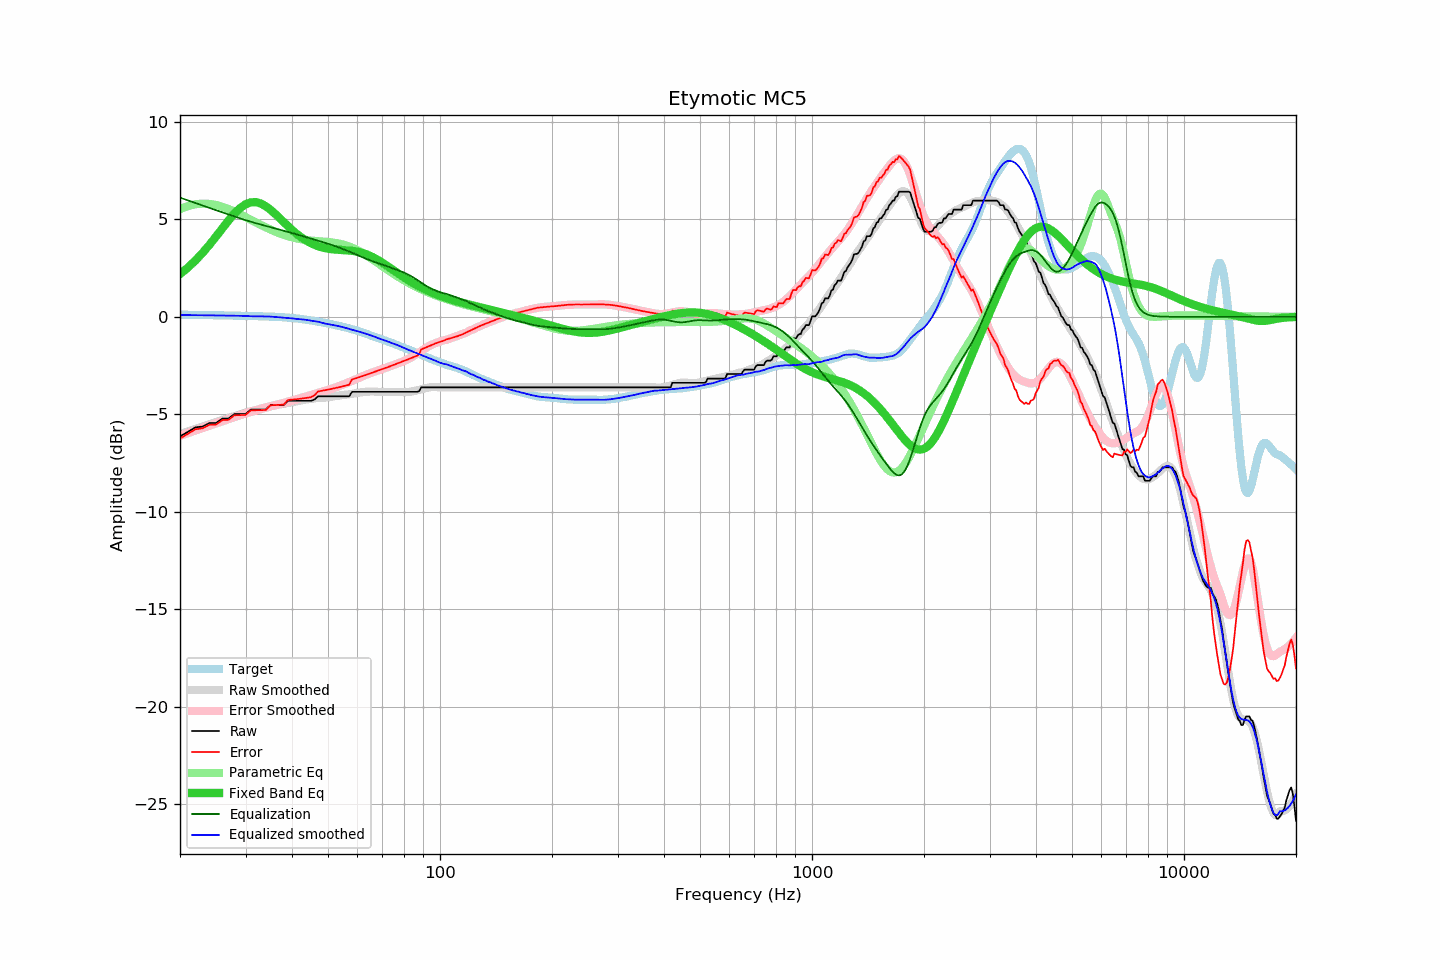 Etymotic MC5
10
5
0
−5
−10
−15
−20
−25
Amplitude (dBr)
Target
Raw Smoothed
Error Smoothed
Raw
Error
Parametric Eq
Fixed Band Eq
Equalization
Equalized smoothed
100
1000
10000
Frequency (Hz)